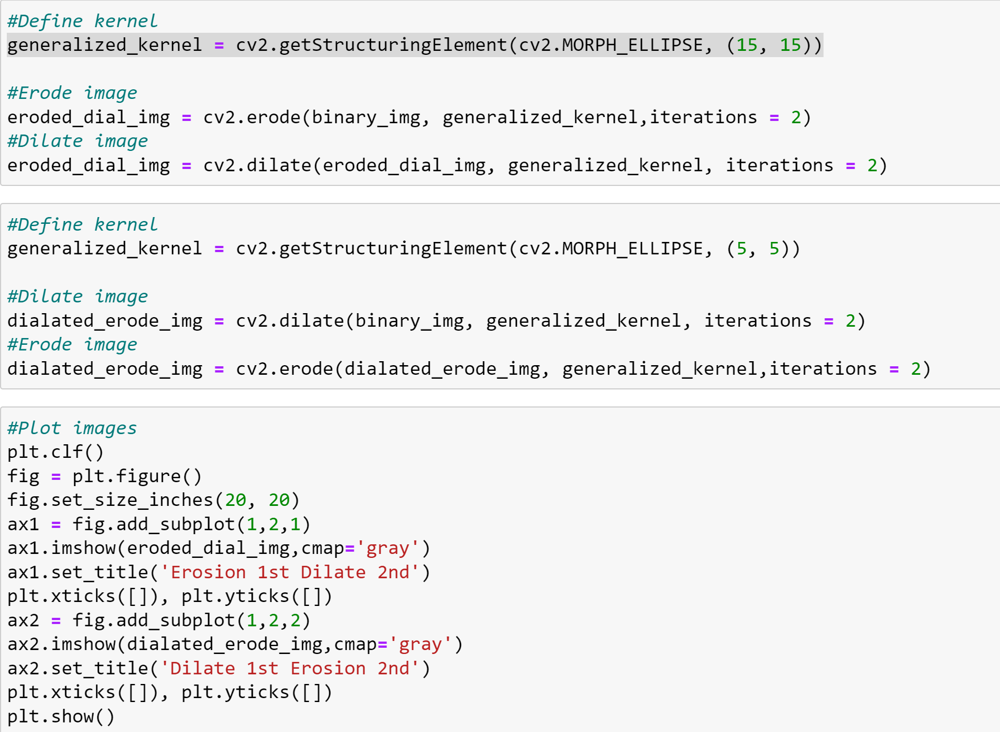 #Define kernel
generalized_kernel = cv2.getStructuringElement(cv2.MORPH_ELLIPSE, (15, 15))
#Erode image
eroded_dial_img = cv2.erode(binary_img, generalized_kernel,iterations = 2)
#Dilate image
eroded_dial_img = cv2.dilate(eroded_dial_img, generalized_kernel, iterations = 2)
#Define kernel
generalized_kernel = cv2.getStructuringElement(cv2.MORPH_ELLIPSE, (5, 5))
#Dilate image
dialated_erode_img = cv2.dilate(binary_img, generalized_kernel, iterations = 2)
#Erode image
dialated_erode_img = cv2.erode(dialated_erode_img, generalized_kernel,iterations = 2)
#Plot images
plt.clf()
fig = plt.figure()
fig.set_size_inches(20, 20)
ax1 = fig.add_subplot(1,2,1)
ax1.imshow(eroded_dial_img,cmap='gray')
ax1.set_title('Erosion 1st Dilate 2nd')
plt.xticks([]), plt.yticks([])
ax2 = fig.add_subplot(1,2,2)
ax2.imshow(dialated_erode_img,cmap='gray')
ax2.set_title('Dilate 1st Erosion 2nd')
plt.xticks([]), plt.yticks([])
plt.show()